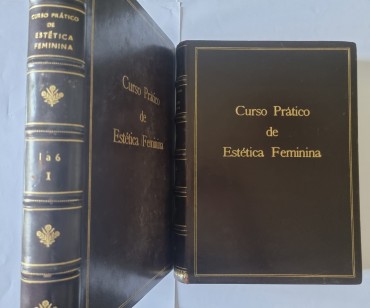 CURSO PRÁTICO
DE
ESTÉTICA
FEMININA
1 a 6
I
Curso Prático
de
Estética Feminina
Curso Prático
de
Estética Feminina